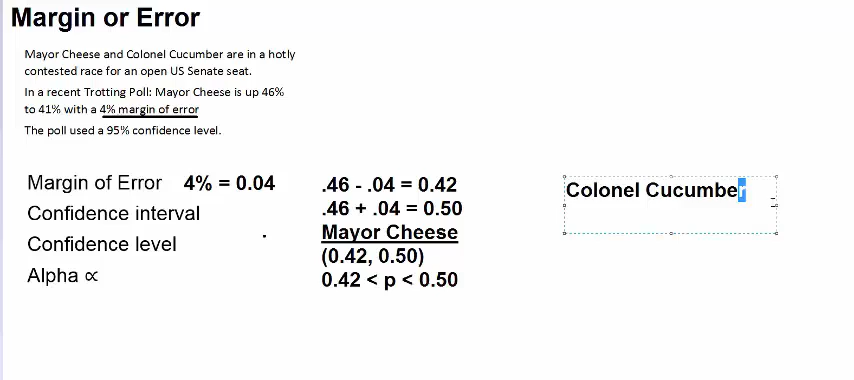 Margin or Error
Mayor Cheese and Colonel Cucumber are in a hotly
contested race for an open US Senate seat.
In a recent Trotting Poll: Mayor Cheese is up 46%
to 41% with a 4% margin of error
The poll used a 95% confidence level.
Margin of Error 4% = 0.04
Confidence interval
Confidence level
Alpha ∝
.46 - .04 = 0.42
.46 + .04 = 0.50
Mayor Cheese
(0.42, 0.50)
0.42 < p < 0.50
Colonel Cucumber